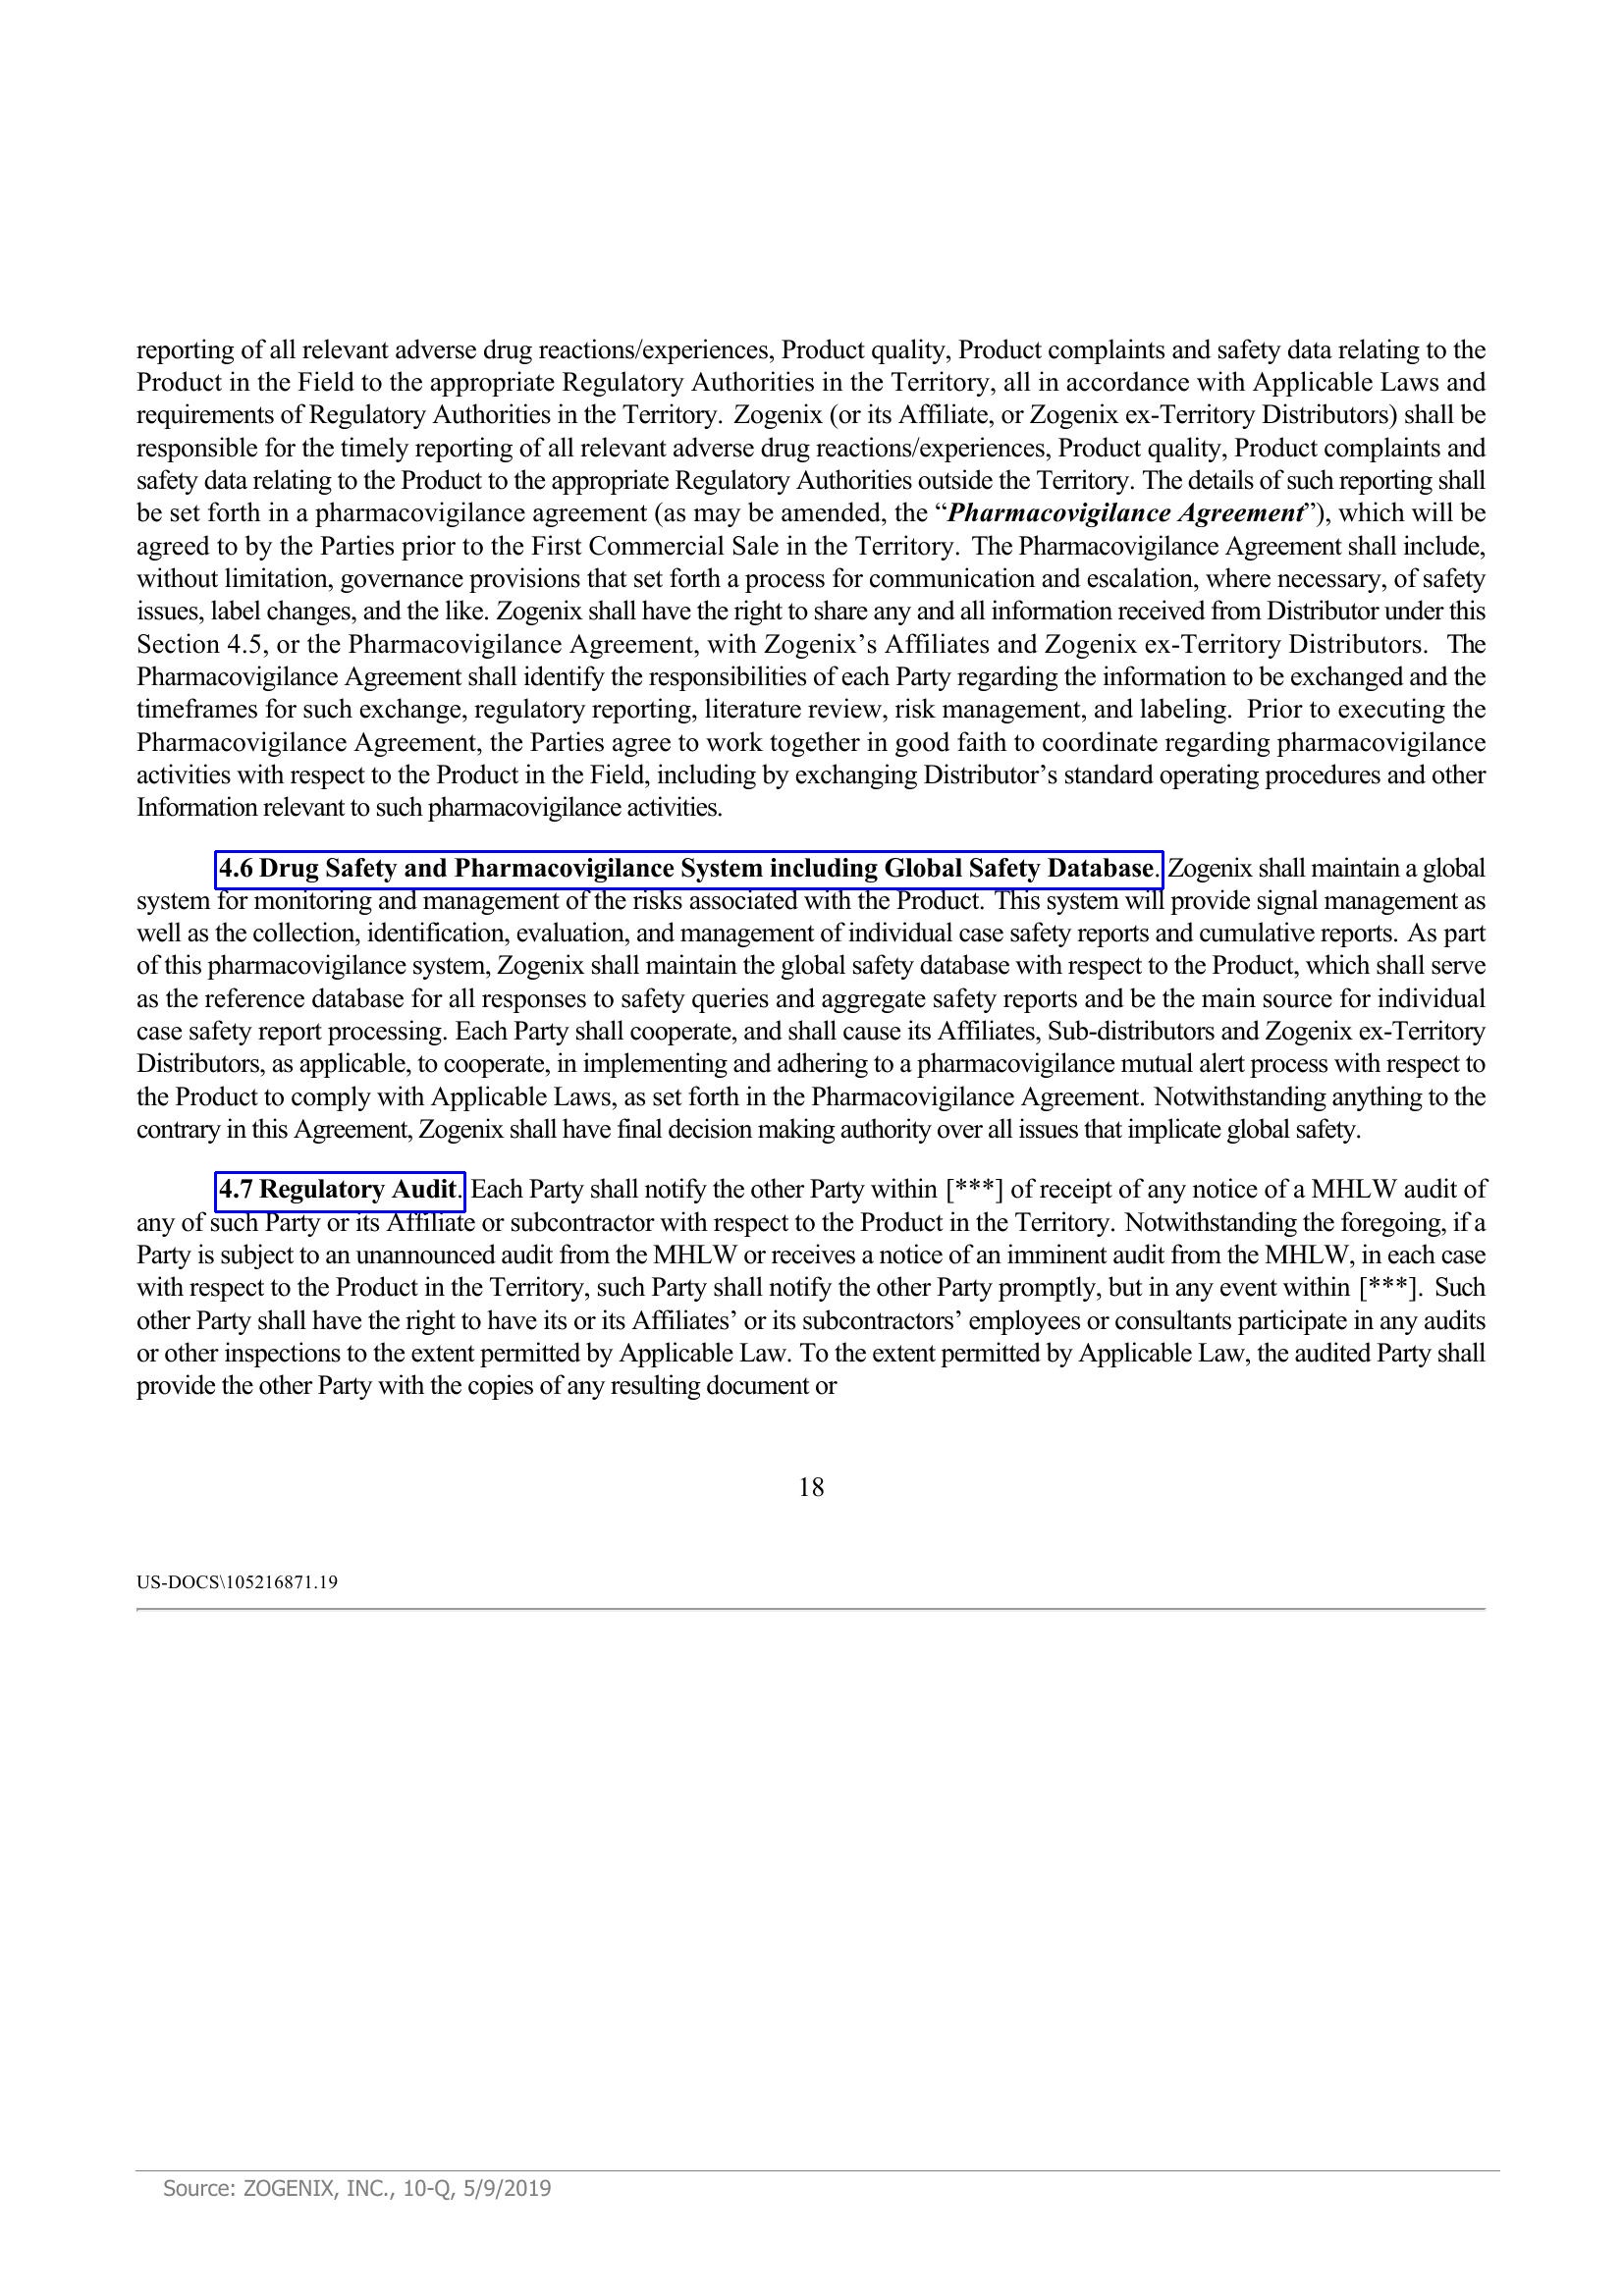 reporting of all relevant adverse drug reactions/experiences, Product quality, Product complaints and safety data relating to the
Product in the Field to the appropriate Regulatory Authorities in the Territory, all in accordance with Applicable Laws and
requirements of Regulatory Authorities in the Territory. Zogenix (or its Affiliate, or Zogenix ex-Territory Distributors) shall be
responsible for the timely reporting of all relevant adverse drug reactions/experiences, Product quality, Product complaints and
safety data relating to the Product to the appropriate Regulatory Authorities outside the Territory. The details of such reporting shall
be set forth in a pharmacovigilance agreement (as may be amended, the “Pharmacovigilance Agreement”), which will be
agreed to by the Parties prior to the First Commercial Sale in the Territory. The Pharmacovigilance Agreement shall include,
without limitation, governance provisions that set forth a process for communication and escalation, where necessary, of safety
issues, label changes, and the like. Zogenix shall have the right to share any and all information received from Distributor under this
Section 4.5, or the Pharmacovigilance Agreement, with Zogenix’s Affiliates and Zogenix ex-Territory Distributors. The
Pharmacovigilance Agreement shall identify the responsibilities of each Party regarding the information to be exchanged and the
timeframes for such exchange, regulatory reporting, literature review, risk management, and labeling. Prior to executing the
Pharmacovigilance Agreement, the Parties agree to work together in good faith to coordinate regarding pharmacovigilance
activities with respect to the Product in the Field, including by exchanging Distributor’s standard operating procedures and other
Information relevant to such pharmacovigilance activities.
4.6 Drug Safety and Pharmacovigilance System including Global Safety Database. Zogenix shall maintain a global
system for monitoring and management of the risks associated with the Product. This system will provide signal management as
well as the collection, identification, evaluation, and management of individual case safety reports and cumulative reports. As part
of this pharmacovigilance system, Zogenix shall maintain the global safety database with respect to the Product, which shall serve
as the reference database for all responses to safety queries and aggregate safety reports and be the main source for individual
case safety report processing. Each Party shall cooperate, and shall cause its Affiliates, Sub-distributors and Zogenix ex-Territory
Distributors, as applicable, to cooperate, in implementing and adhering to a pharmacovigilance mutual alert process with respect to
the Product to comply with Applicable Laws, as set forth in the Pharmacovigilance Agreement. Notwithstanding anything to the
contrary in this Agreement, Zogenix shall have final decision making authority over all issues that implicate global safety.
4.7 Regulatory Audit. Each Party shall notify the other Party within [***] of receipt of any notice of a MHLW audit of
any of such Party or its Affiliate or subcontractor with respect to the Product in the Territory. Notwithstanding the foregoing, if a
Party is subject to an unannounced audit from the MHLW or receives a notice of an imminent audit from the MHLW, in each case
with respect to the Product in the Territory, such Party shall notify the other Party promptly, but in any event within [***]. Such
other Party shall have the right to have its or its Affiliates’ or its subcontractors’ employees or consultants participate in any audits
or other inspections to the extent permitted by Applicable Law. To the extent permitted by Applicable Law, the audited Party shall
provide the other Party with the copies of any resulting document or
18
US-DOCS\105216871.19
Source: ZOGENIX, INC., 10-Q, 5/9/2019